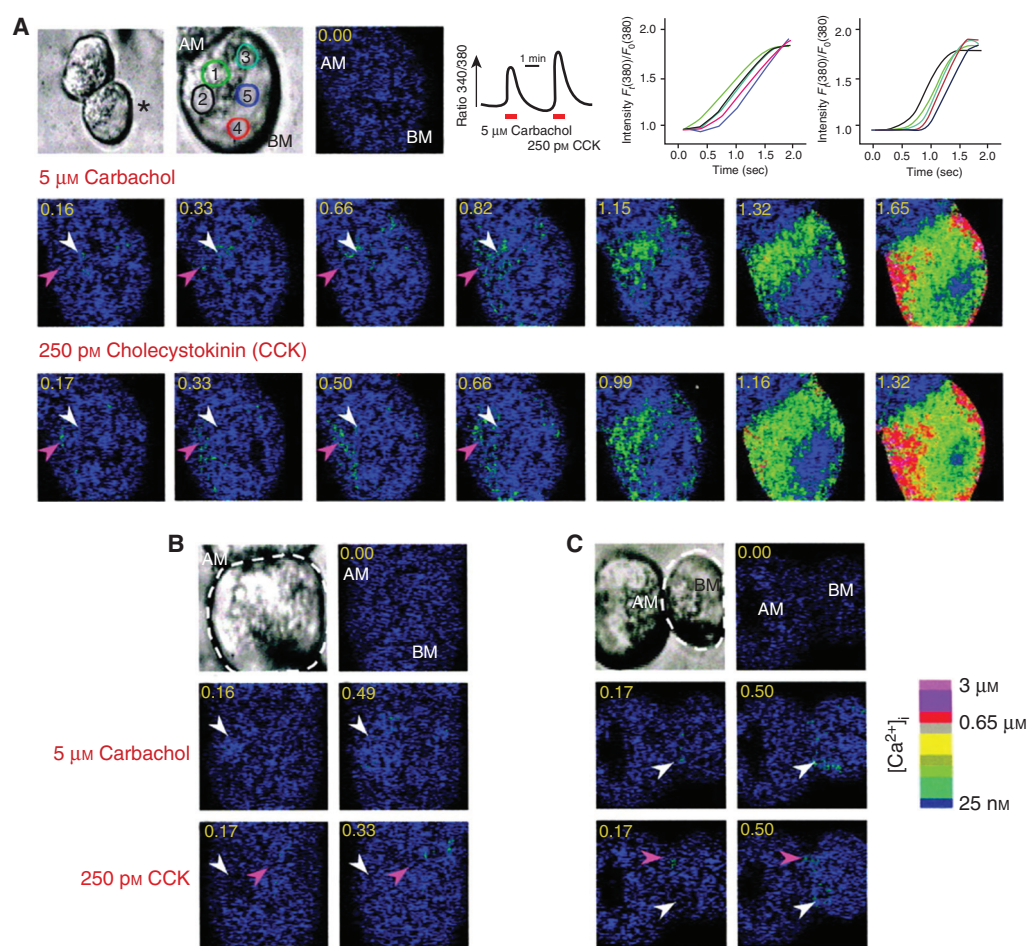 A
AM
1
2
3
4
5
BM
0.00
AM
BM
*
Ratio 340/380
1 min
5 μM Carbachol
250 pM CCK
Intensity Ft(380)/F0(380)
2.0
1.5
1.0
0.0 0.5 1.0 1.5 2.0
Time (sec)
Intensity Ft(380)/F0(380)
2.0
1.5
1.0
0.0 0.5 1.0 1.5 2.0
Time (sec)
5 μM Carbachol
0.16 0.33 0.66 0.82 1.15 1.32 1.65
250 pM Cholecystokinin (CCK)
0.17 0.33 0.50 0.66 0.99 1.16 1.32
B
AM
0.00
AM
BM
5 μM Carbachol
0.16 0.49
250 pM CCK
0.17 0.33
C
AM
BM
0.00
AM
BM
0.17 0.50
0.17 0.50
3 μM
0.65 μM
25 nM
[Ca2+]i